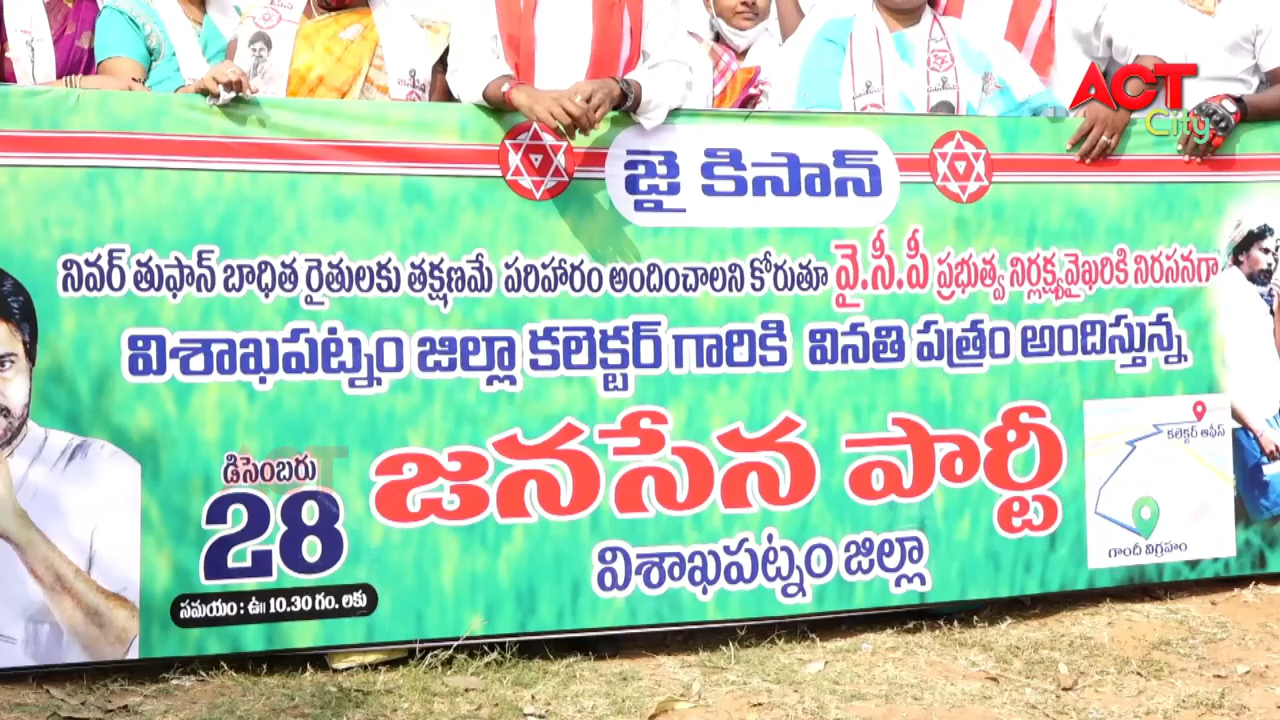 ACT
City
జై కిసాన్
నివర్ తుఫాన్ బాధిత రైతులకు తక్షణమే పరిహారం అందించాలని కోరుతూ వై.సీ.పీ ప్రభుత్వ నిర్లక్ష్యవైఖరికి నిరసనగా
విశాఖపట్నం జిల్లా కలెక్టర్ గారికి వినతి పత్రం అందిస్తున్న
జనసేన పార్టీ
విశాఖపట్నం జిల్లా
డిసెంబరు
28
సమయం : ఉ॥ 10.30 గం. లకు
కలెక్టర్ ఆఫీస్
గాంధీ విగ్రహం